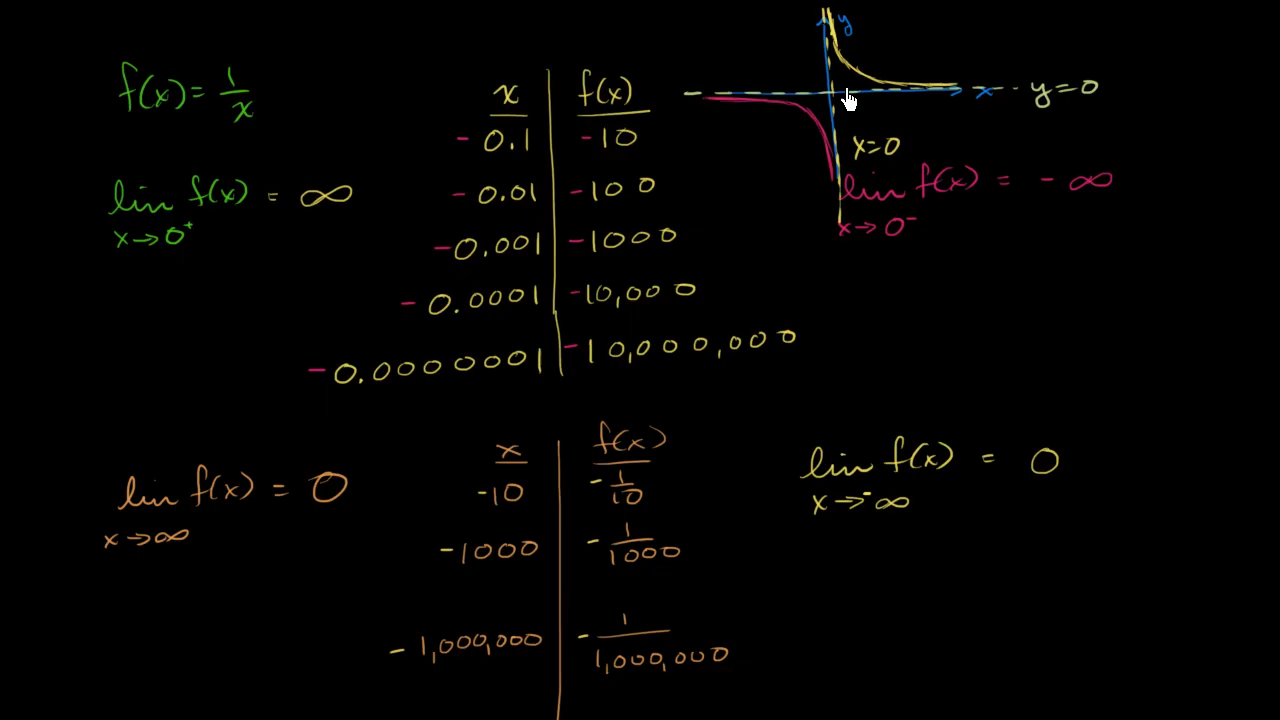 f(x) = 1/x
lim f(x) = ∞
x→0⁺
x | f(x)
-0.1 | -10
-0.01 | -100
-0.001 | -1000
-0.0001 | -10,000
-0.0000001 | -10,000,000
y
x
y=0
x=0
lim f(x) = -∞
x→0⁻
lim f(x) = 0
x→∞
x | f(x)
-10 | -1/10
-1000 | -1/1000
-1,000,000 | -1/1,000,000
lim f(x) = 0
x→-∞